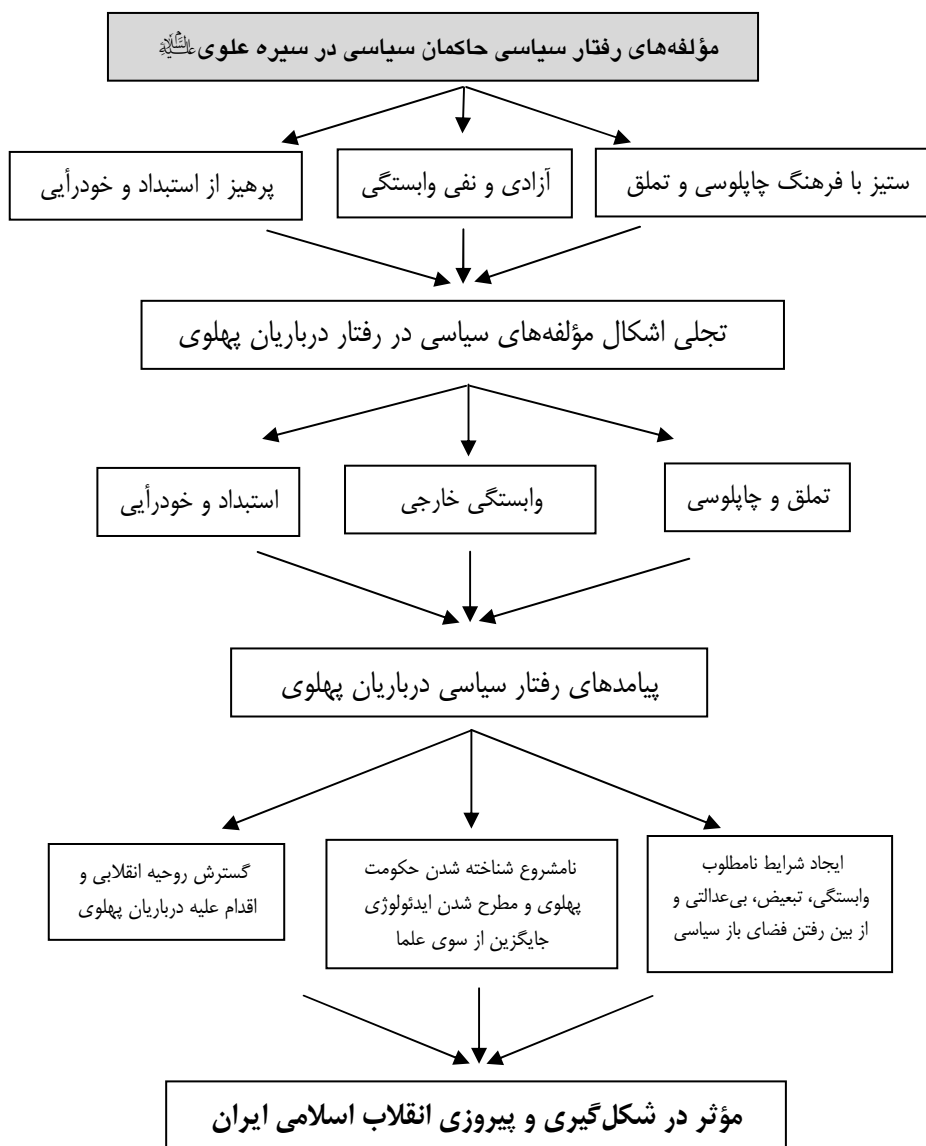 مؤلفه‌های رفتار سیاسی حاکمان سیاسی در سیره علوی علیه‌السلام
ستیز با فرهنگ چاپلوسی و تملق
آزادی و نفی وابستگی
پرهیز از استبداد و خودرأیی
تجلی اشکال مؤلفه‌های سیاسی در رفتار درباریان پهلوی
تملق و چاپلوسی
وابستگی خارجی
استبداد و خودرأیی
پیامدهای رفتار سیاسی درباریان پهلوی
ایجاد شرایط نامطلوب
وابستگی، تبعیض، بی‌عدالتی و
از بین رفتن فضای باز سیاسی
نامشروع شناخته شدن حکومت
پهلوی و مطرح شدن ایدئولوژی
جایگزین از سوی علما
گسترش روحیه انقلابی و
اقدام علیه درباریان پهلوی
مؤثر در شکل‌گیری و پیروزی انقلاب اسلامی ایران